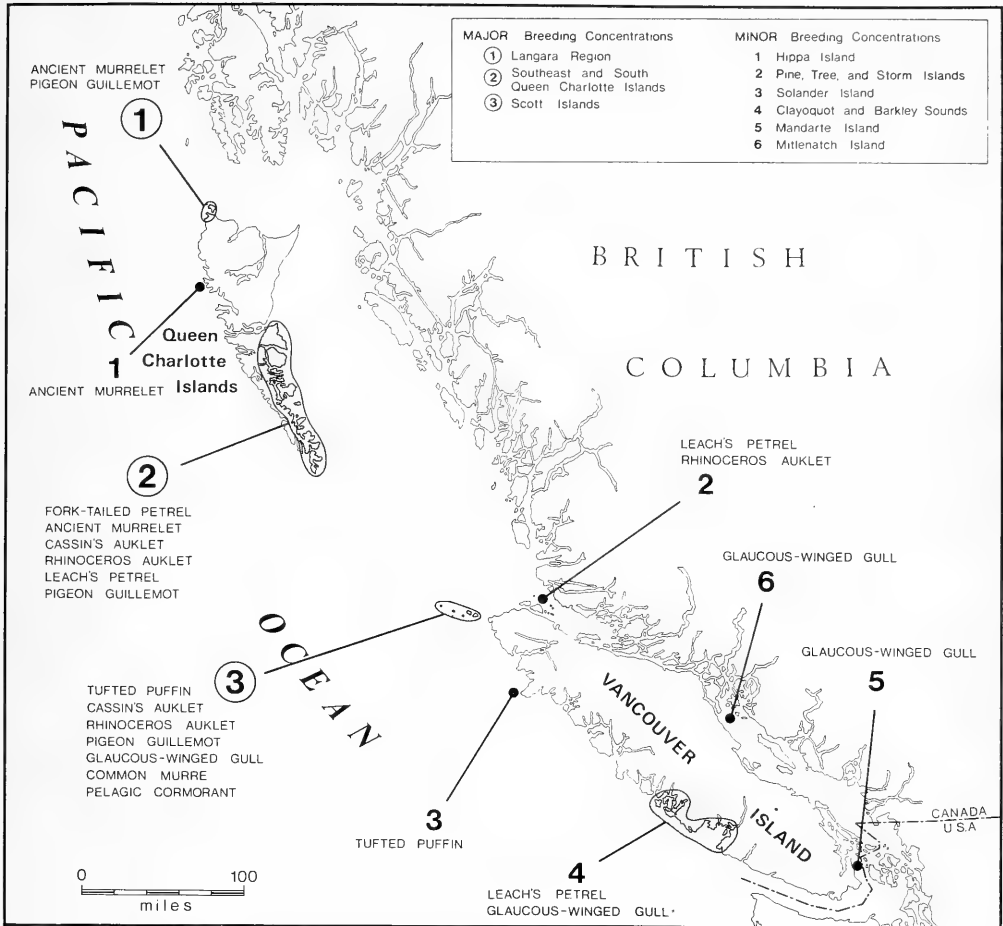 MAJOR Breeding Concentrations
1 Langara Region
2 Southeast and South
Queen Charlotte Islands
3 Scott Islands
MINOR Breeding Concentrations
1 Hippa Island
2 Pine, Tree, and Storm Islands
3 Solander Island
4 Clayoquot and Barkley Sounds
5 Mandarte Island
6 Mitlenatch Island
ANCIENT MURRELET
PIGEON GUILLEMOT
1
PACIFIC
OCEAN
BRITISH
COLUMBIA
Queen
Charlotte
Islands
1
ANCIENT MURRELET
2
FORK-TAILED PETREL
ANCIENT MURRELET
CASSIN'S AUKLET
RHINOCEROS AUKLET
LEACH'S PETREL
PIGEON GUILLEMOT
LEACH'S PETREL
RHINOCEROS AUKLET
2
GLAUCOUS-WINGED GULL
6
GLAUCOUS-WINGED GULL
5
3
TUFTED PUFFIN
CASSIN'S AUKLET
RHINOCEROS AUKLET
PIGEON GUILLEMOT
GLAUCOUS-WINGED GULL
COMMON MURRE
PELAGIC CORMORANT
VANCOUVER
ISLAND
CANADA
U.S.A
3
TUFTED PUFFIN
4
LEACH'S PETREL
GLAUCOUS-WINGED GULL
0 100
miles